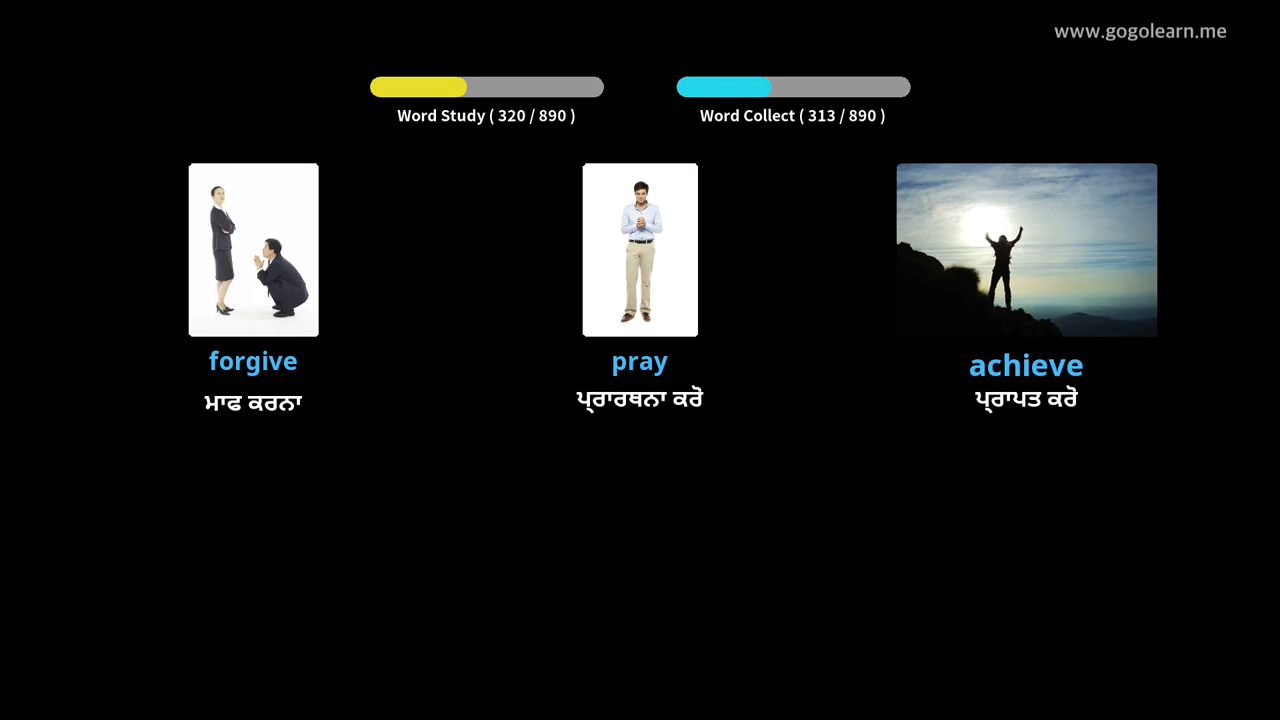 www.gogolearn.me
Word Study ( 320 / 890 )
Word Collect ( 313 / 890 )
forgive
ਮਾਫ ਕਰਨਾ
pray
ਪ੍ਰਾਰਥਨਾ ਕਰੋ
achieve
ਪ੍ਰਾਪਤ ਕਰੋ